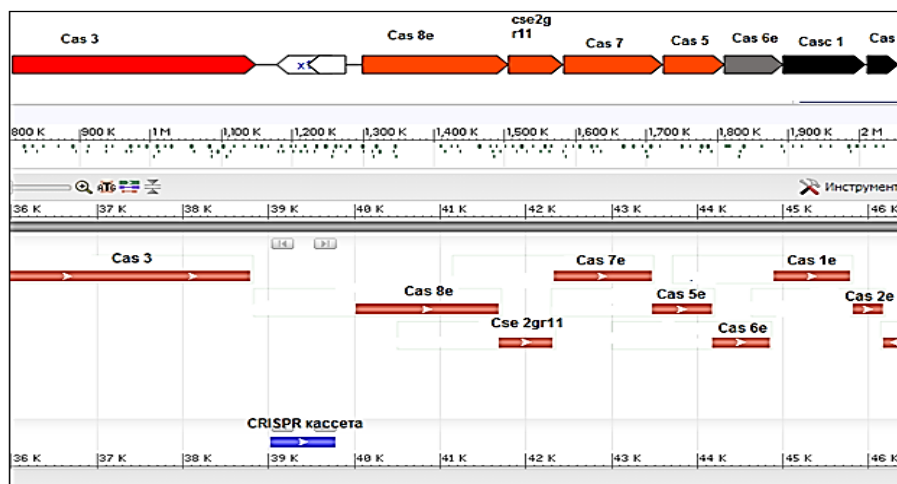 Cas 3
Cas 8e
cse2g
r11
Cas 7
Cas 5
Cas 6e
Casc 1
Cas
800 K 900 K 1 M 1,100 K 1,200 K 1,300 K 1,400 K 1,500 K 1,600 K 1,700 K 1,800 K 1,900 K 2 M
Инструмент
36 K 37 K 38 K 39 K 40 K 41 K 42 K 43 K 44 K 45 K 46 K
Cas 3
Cas 7e
Cas 1e
Cas 8e
Cas 5e
Cas 2e
Cse 2gr11
Cas 6e
CRISPR кассета
36 K 37 K 38 K 39 K 40 K 41 K 42 K 43 K 44 K 45 K 46 K